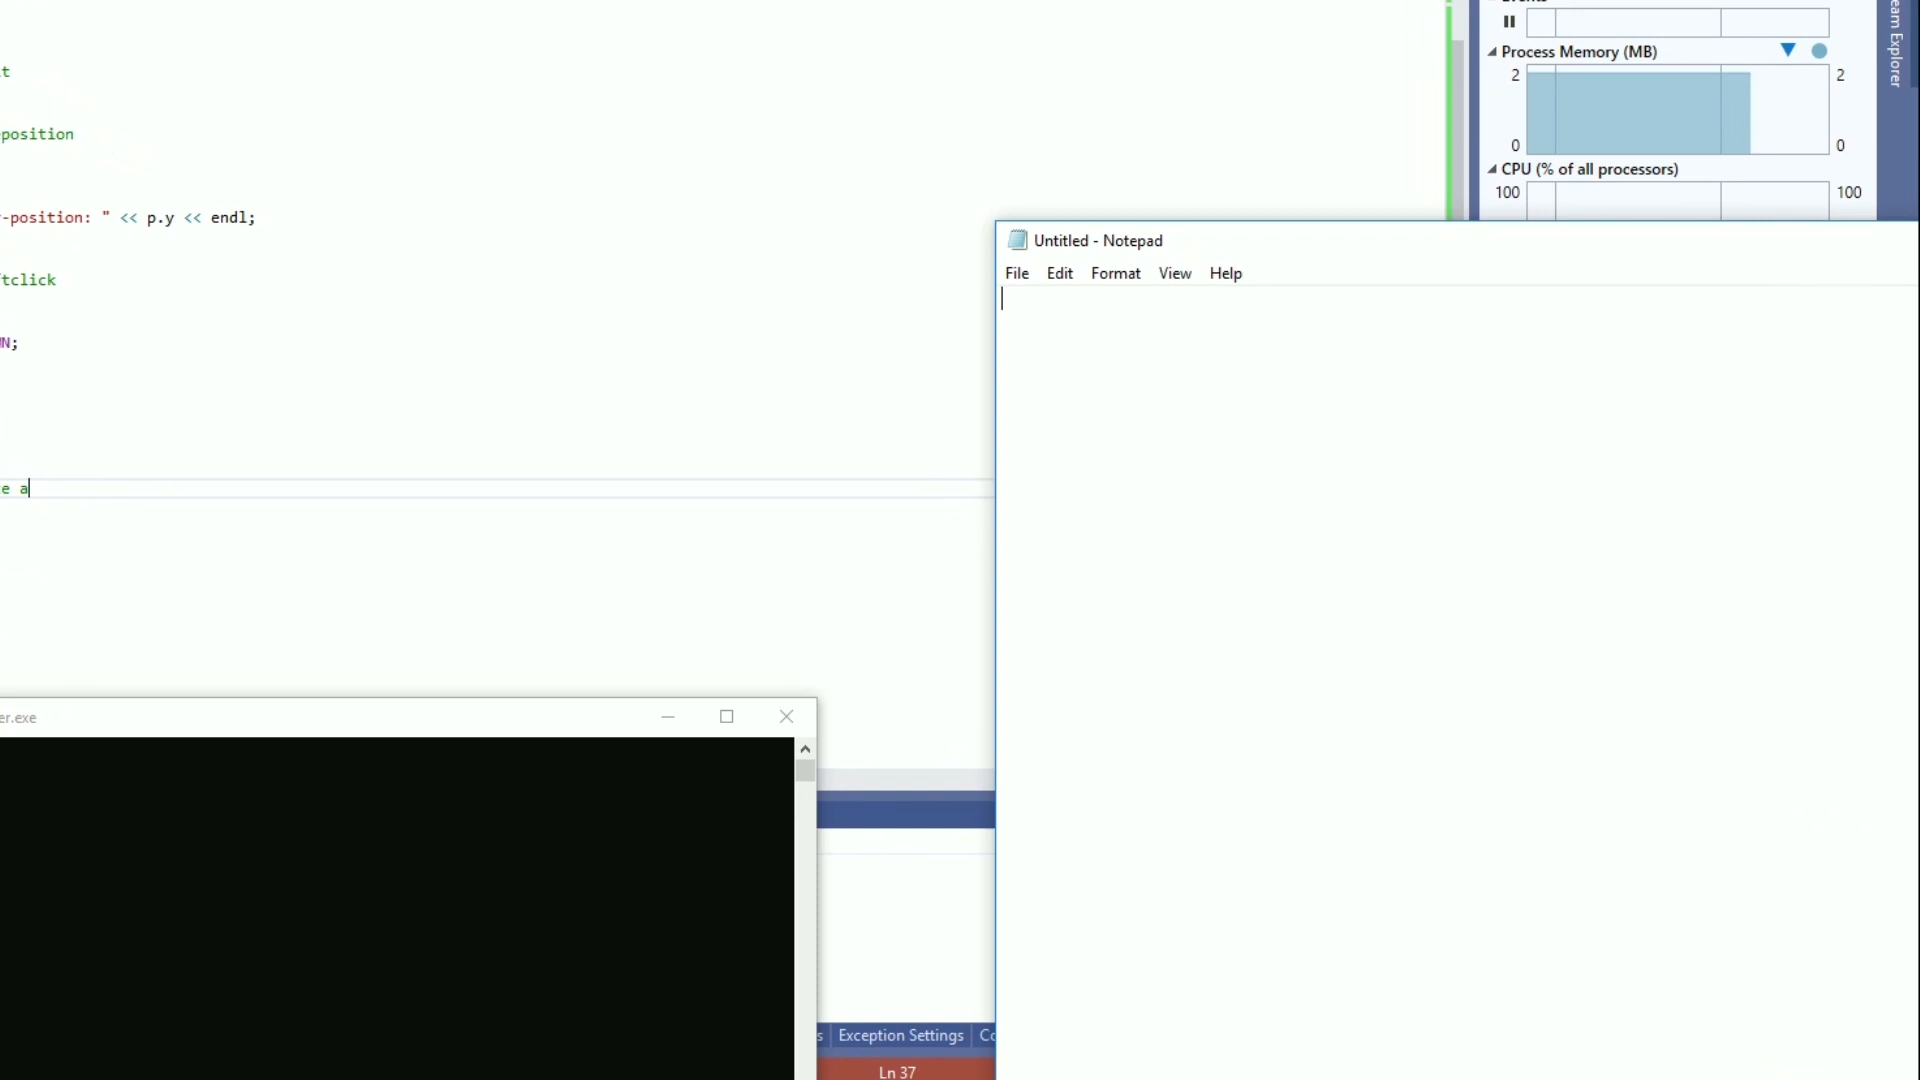 t
position
-position: " << p.y << endl;
tclick
N;
e a
er.exe
Exception Settings
Ln 37
Untitled - Notepad
File Edit Format View Help
Process Memory (MB)
2 2
0 0
CPU (% of all processors)
100 100
eam Explorer